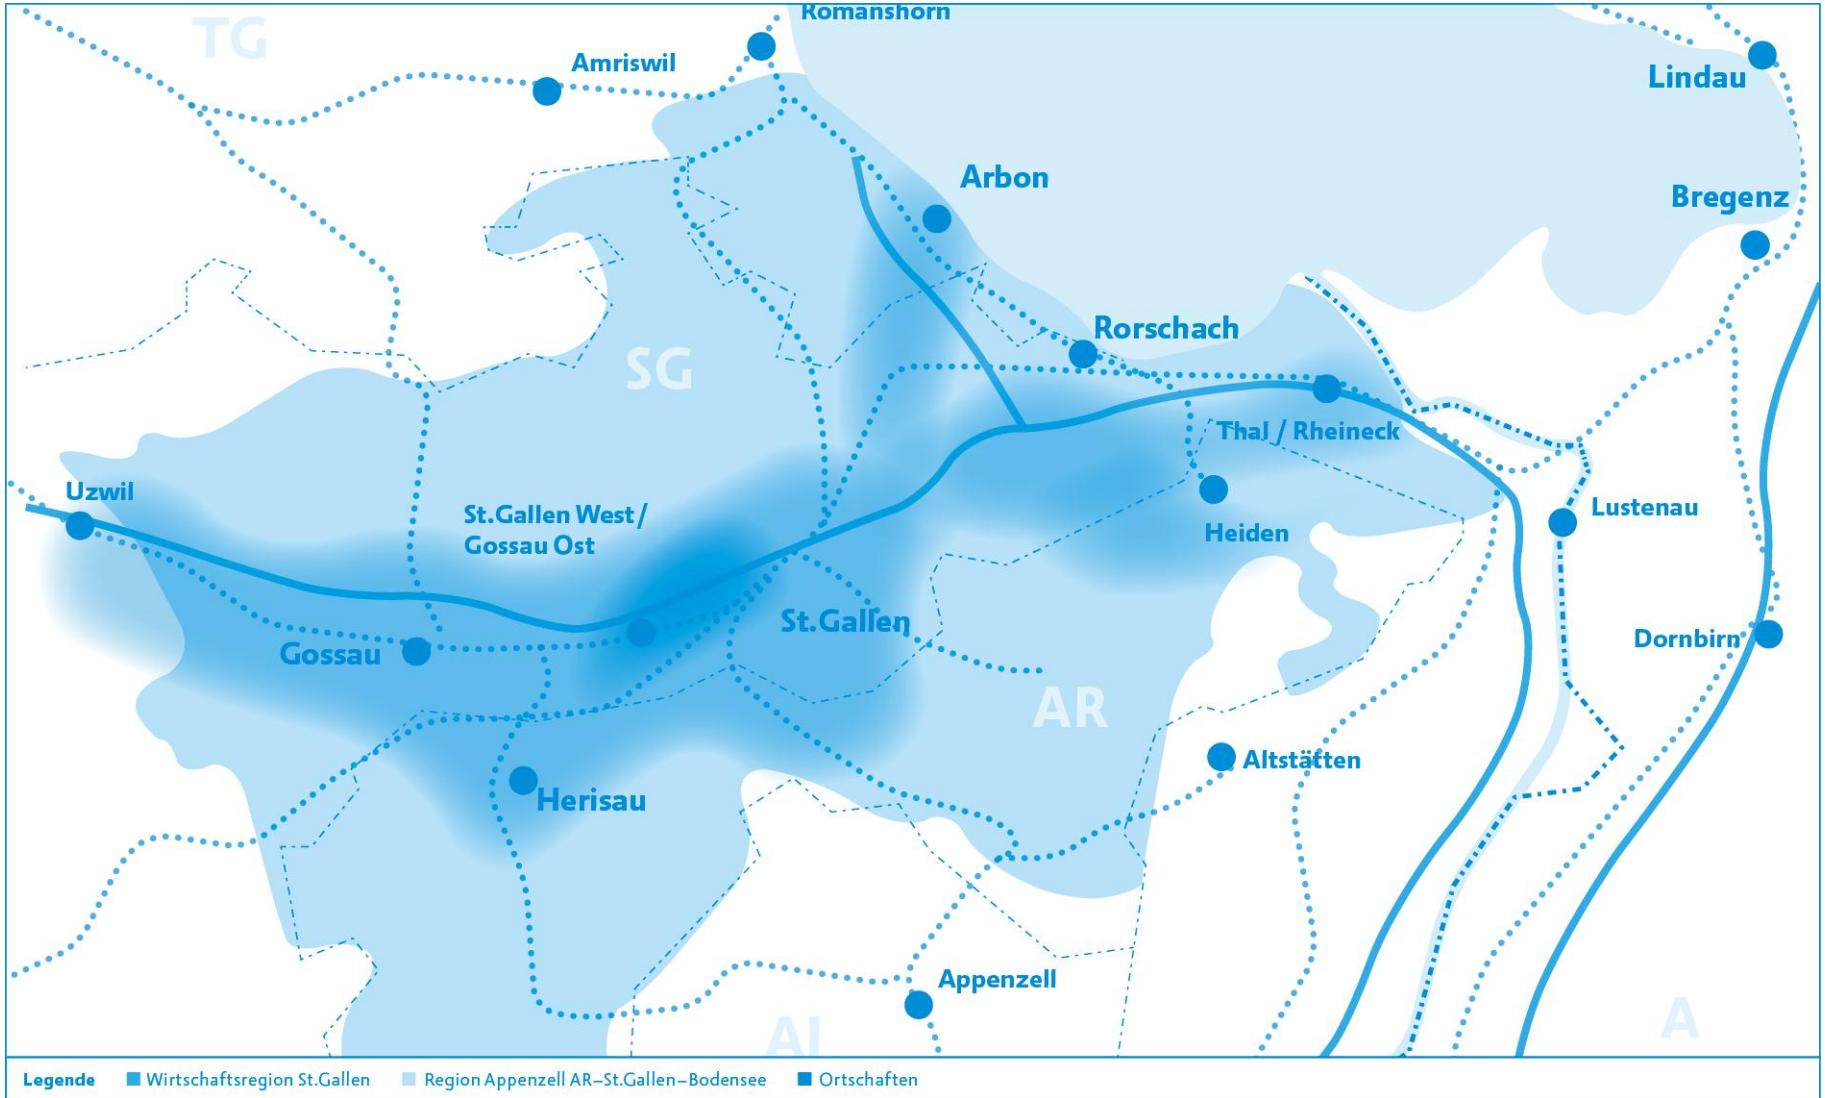 Romanshorn
TG
Amriswil
Lindau
Arbon
Bregenz
Rorschach
SG
Thal / Rheineck
Uzwil
St.Gallen West/
Gossau Ost
Lustenau
Heiden
St.Gallen
Dornbirn
Gossau
AR
Altstätten
Herisau
Appenzell
A
AI
Legende
Wirtschaftsregion St.Gallen
Region Appenzell AR–St.Gallen–Bodensee
Ortschaften